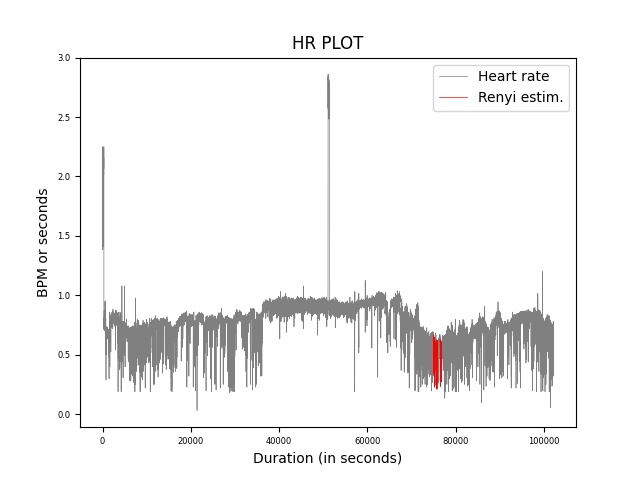 HR PLOT
Heart rate
Renyi estim.
BPM or seconds
3.0
2.5
2.0
1.5
1.0
0.5
0.0
0 20000 40000 60000 80000 100000
Duration (in seconds)